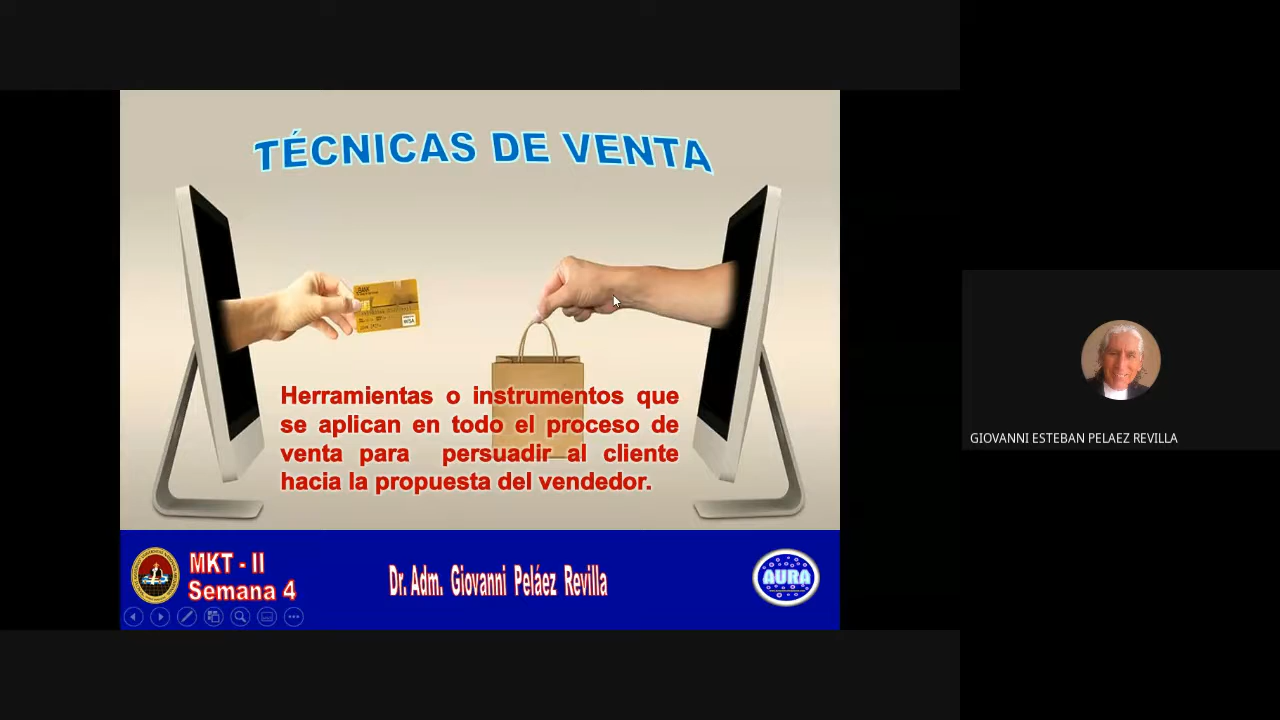 TÉCNICAS DE VENTA
VISA
Herramientas o instrumentos que
se aplican en todo el proceso de
venta para persuadir al cliente
hacia la propuesta del vendedor.
MKT - II
Semana 4
Dr. Adm. Giovanni Peláez Revilla
AURA
GIOVANNI ESTEBAN PELAEZ REVILLA